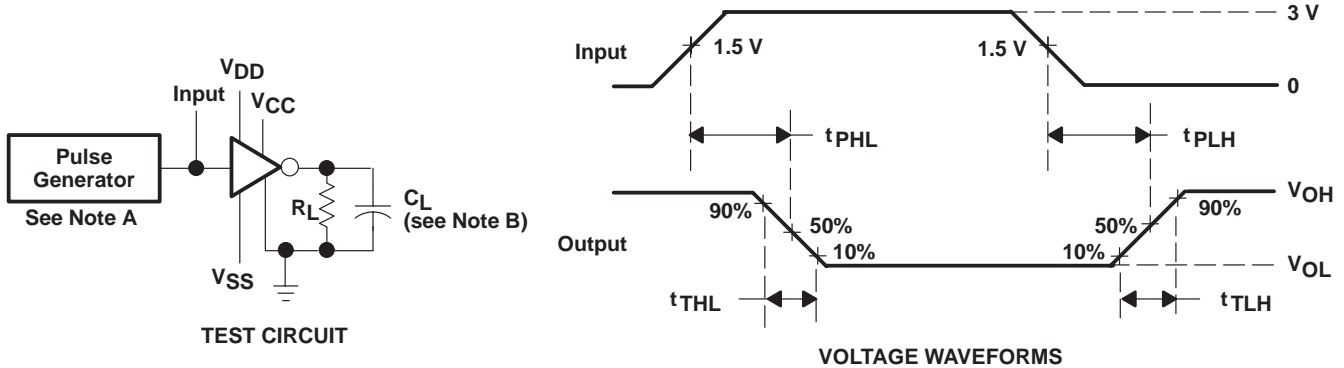 Pulse
Generator
See Note A
Input
VDD
VCC
VSS
RL
CL
(see Note B)
TEST CIRCUIT
Input
1.5 V
1.5 V
3 V
0
tPHL
tPLH
Output
90%
50%
10%
10%
50%
90%
VOH
VOL
tTHL
tTLH
VOLTAGE WAVEFORMS